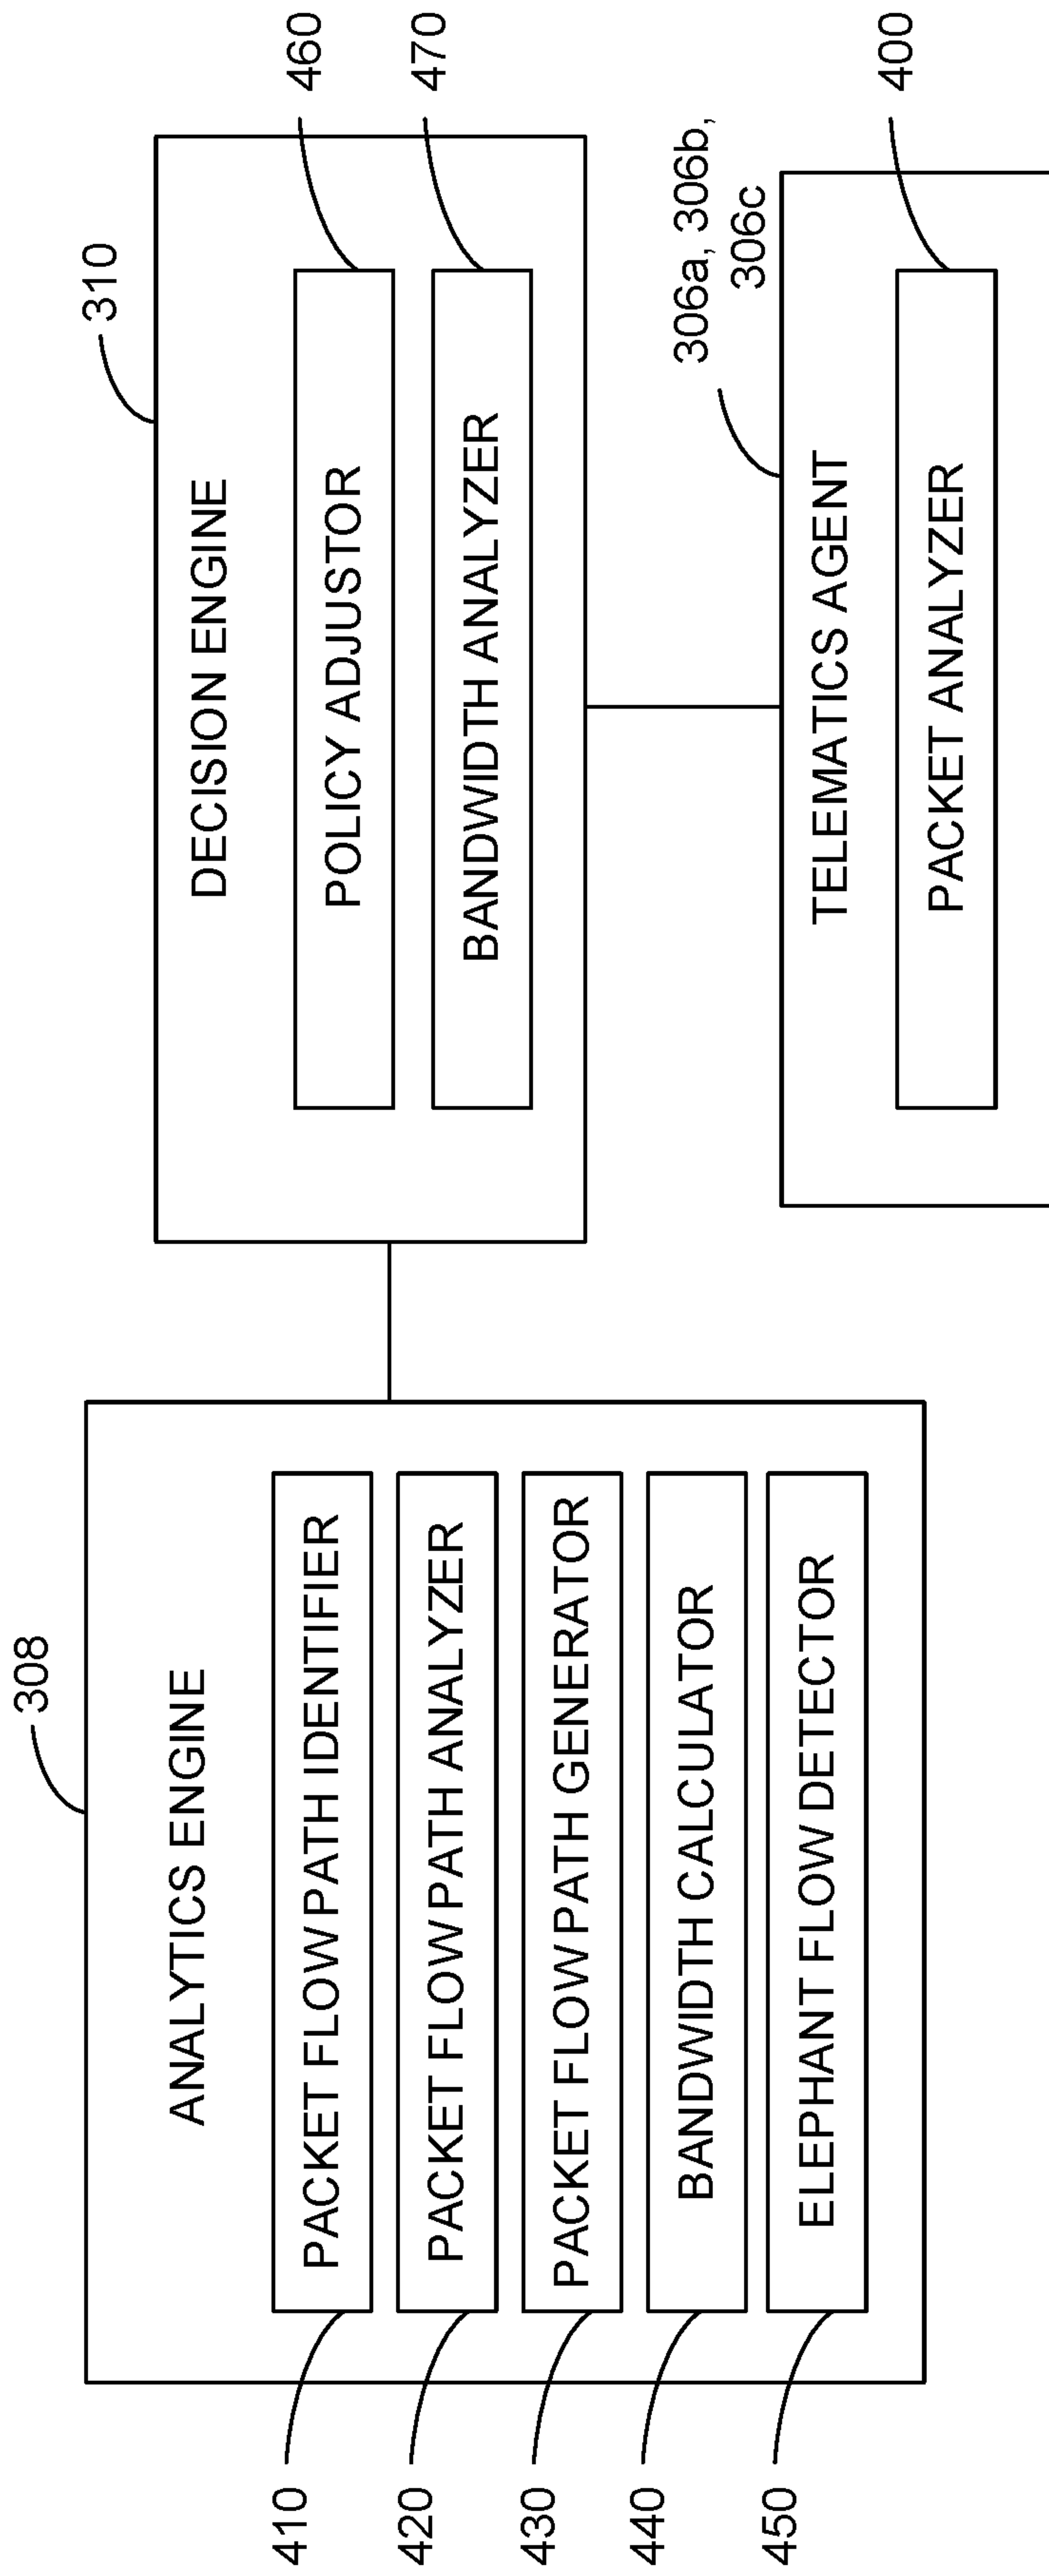 308
ANALYTICS ENGINE
410
PACKET FLOW PATH IDENTIFIER
420
PACKET FLOW PATH ANALYZER
430
PACKET FLOW PATH GENERATOR
440
BANDWIDTH CALCULATOR
450
ELEPHANT FLOW DETECTOR
310
DECISION ENGINE
POLICY ADJUSTOR
460
BANDWIDTH ANALYZER
470
306a, 306b,
306c
TELEMATICS AGENT
PACKET ANALYZER
400